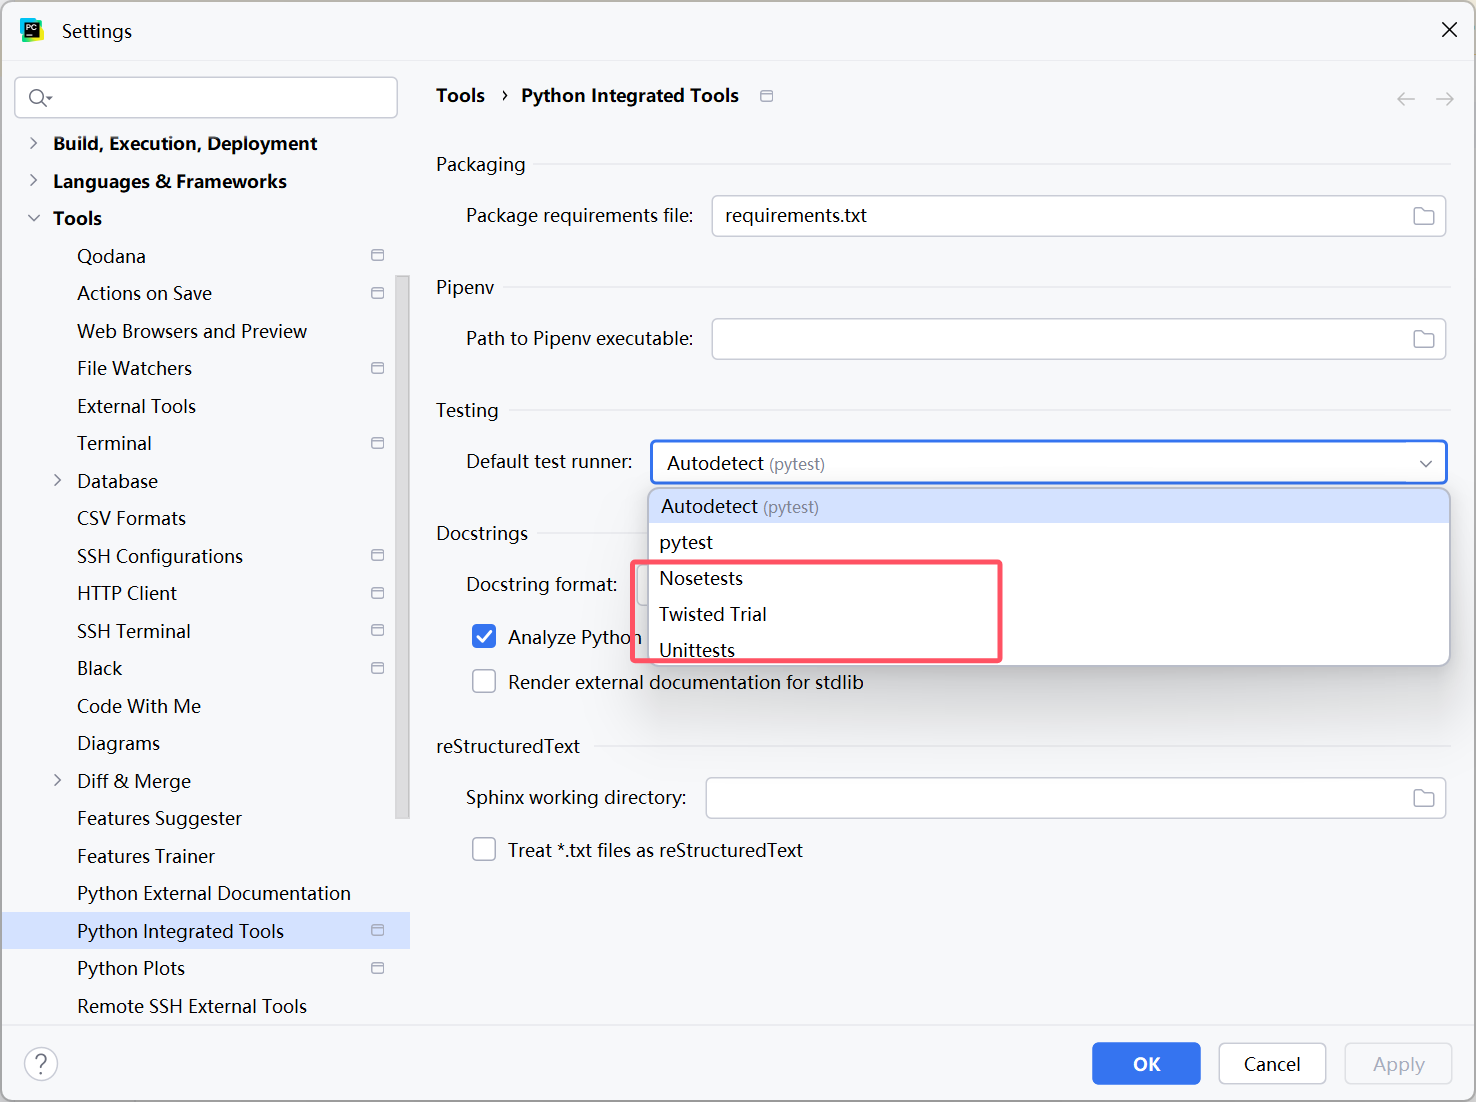 PC
Settings
Build, Execution, Deployment
Languages & Frameworks
Tools
Qodana
Actions on Save
Web Browsers and Preview
File Watchers
External Tools
Terminal
Database
CSV Formats
SSH Configurations
HTTP Client
SSH Terminal
Black
Code With Me
Diagrams
Diff & Merge
Features Suggester
Features Trainer
Python External Documentation
Python Integrated Tools
Python Plots
Remote SSH External Tools
Tools › Python Integrated Tools
Packaging
Package requirements file: requirements.txt
Pipenv
Path to Pipenv executable:
Testing
Default test runner: Autodetect (pytest)
Autodetect (pytest)
pytest
Nosetests
Twisted Trial
Unittests
Docstrings
Docstring format:
Analyze Python
Render external documentation for stdlib
reStructuredText
Sphinx working directory:
Treat *.txt files as reStructuredText
?
OK
Cancel
Apply